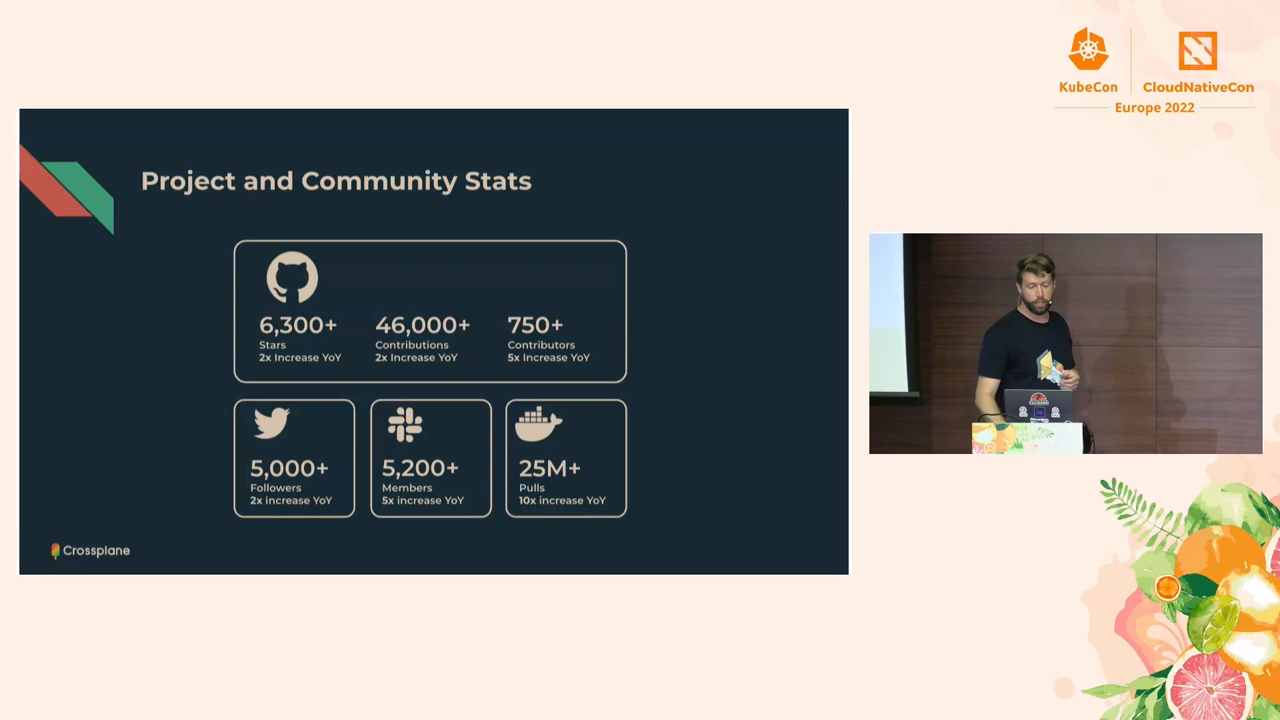 KubeCon
CloudNativeCon
Europe 2022
Project and Community Stats
6,300+
Stars
2x Increase YoY
46,000+
Contributions
2x Increase YoY
750+
Contributors
5x Increase YoY
5,000+
Followers
2x increase YoY
5,200+
Members
5x increase YoY
25M+
Pulls
10x increase YoY
Crossplane